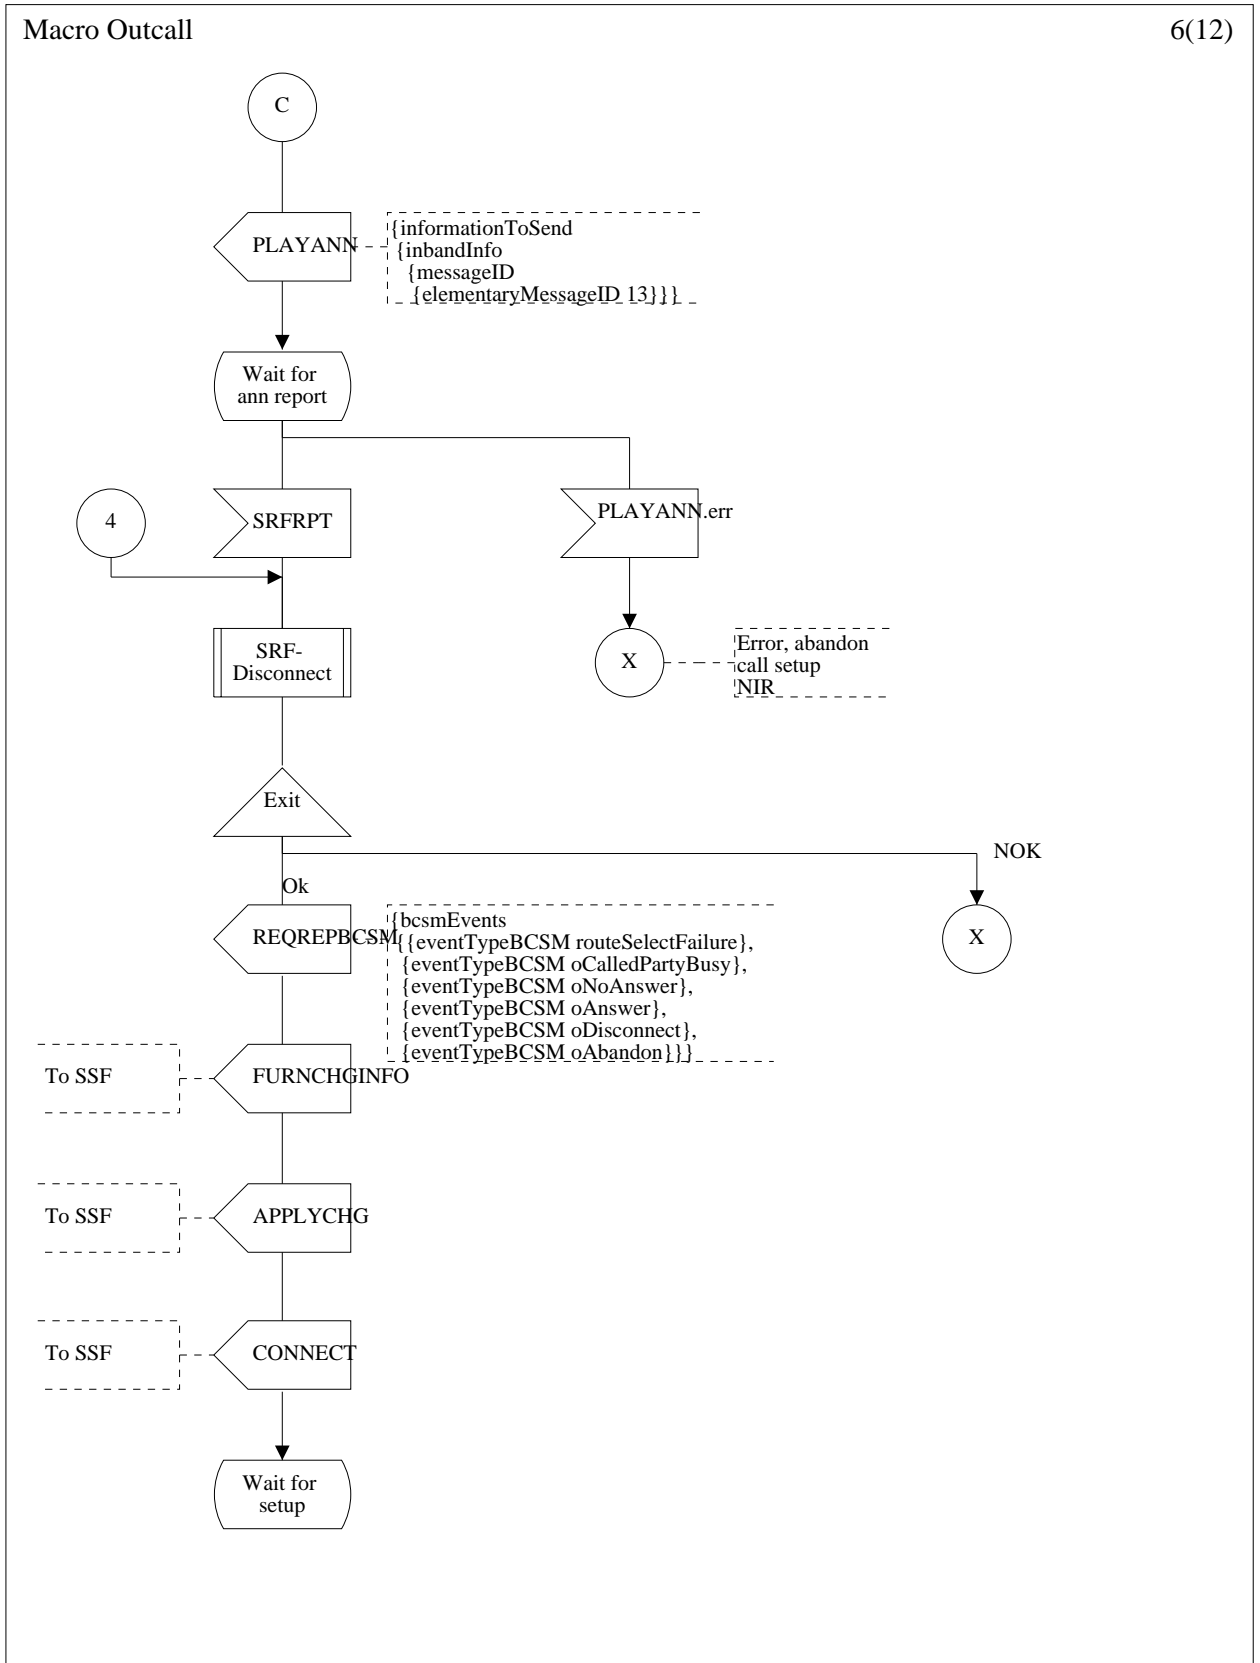 Macro Outcall
6(12)
C
PLAYANN
{informationToSend
{inbandInfo
{messageID
{elementaryMessageID 13}}}
Wait for
ann report
4
SRFRPT
PLAYANN.err
SRF-
Disconnect
X
Error, abandon
call setup
NIR
Exit
NOK
Ok
REQREPBCSM
{bcsmEvents
{{eventTypeBCSM routeSelectFailure},
{eventTypeBCSM oCalledPartyBusy},
{eventTypeBCSM oNoAnswer},
{eventTypeBCSM oAnswer},
{eventTypeBCSM oDisconnect},
{eventTypeBCSM oAbandon}}}
X
To SSF
FURNCHGINFO
To SSF
APPLYCHG
To SSF
CONNECT
Wait for
setup